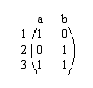 a b
1 /1 0\
2 |0 1 |
3 \1 1/